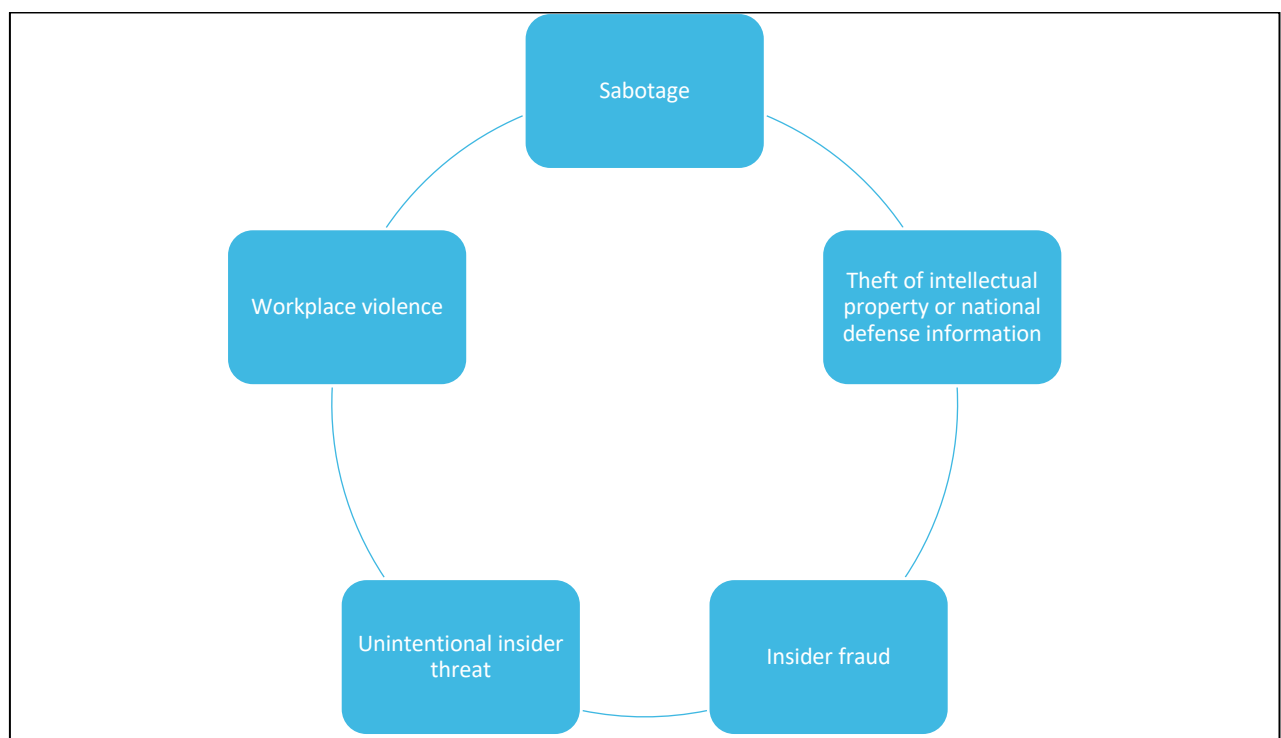 Sabotage
Theft of intellectual
property or national
defense information
Insider fraud
Unintentional insider
threat
Workplace violence